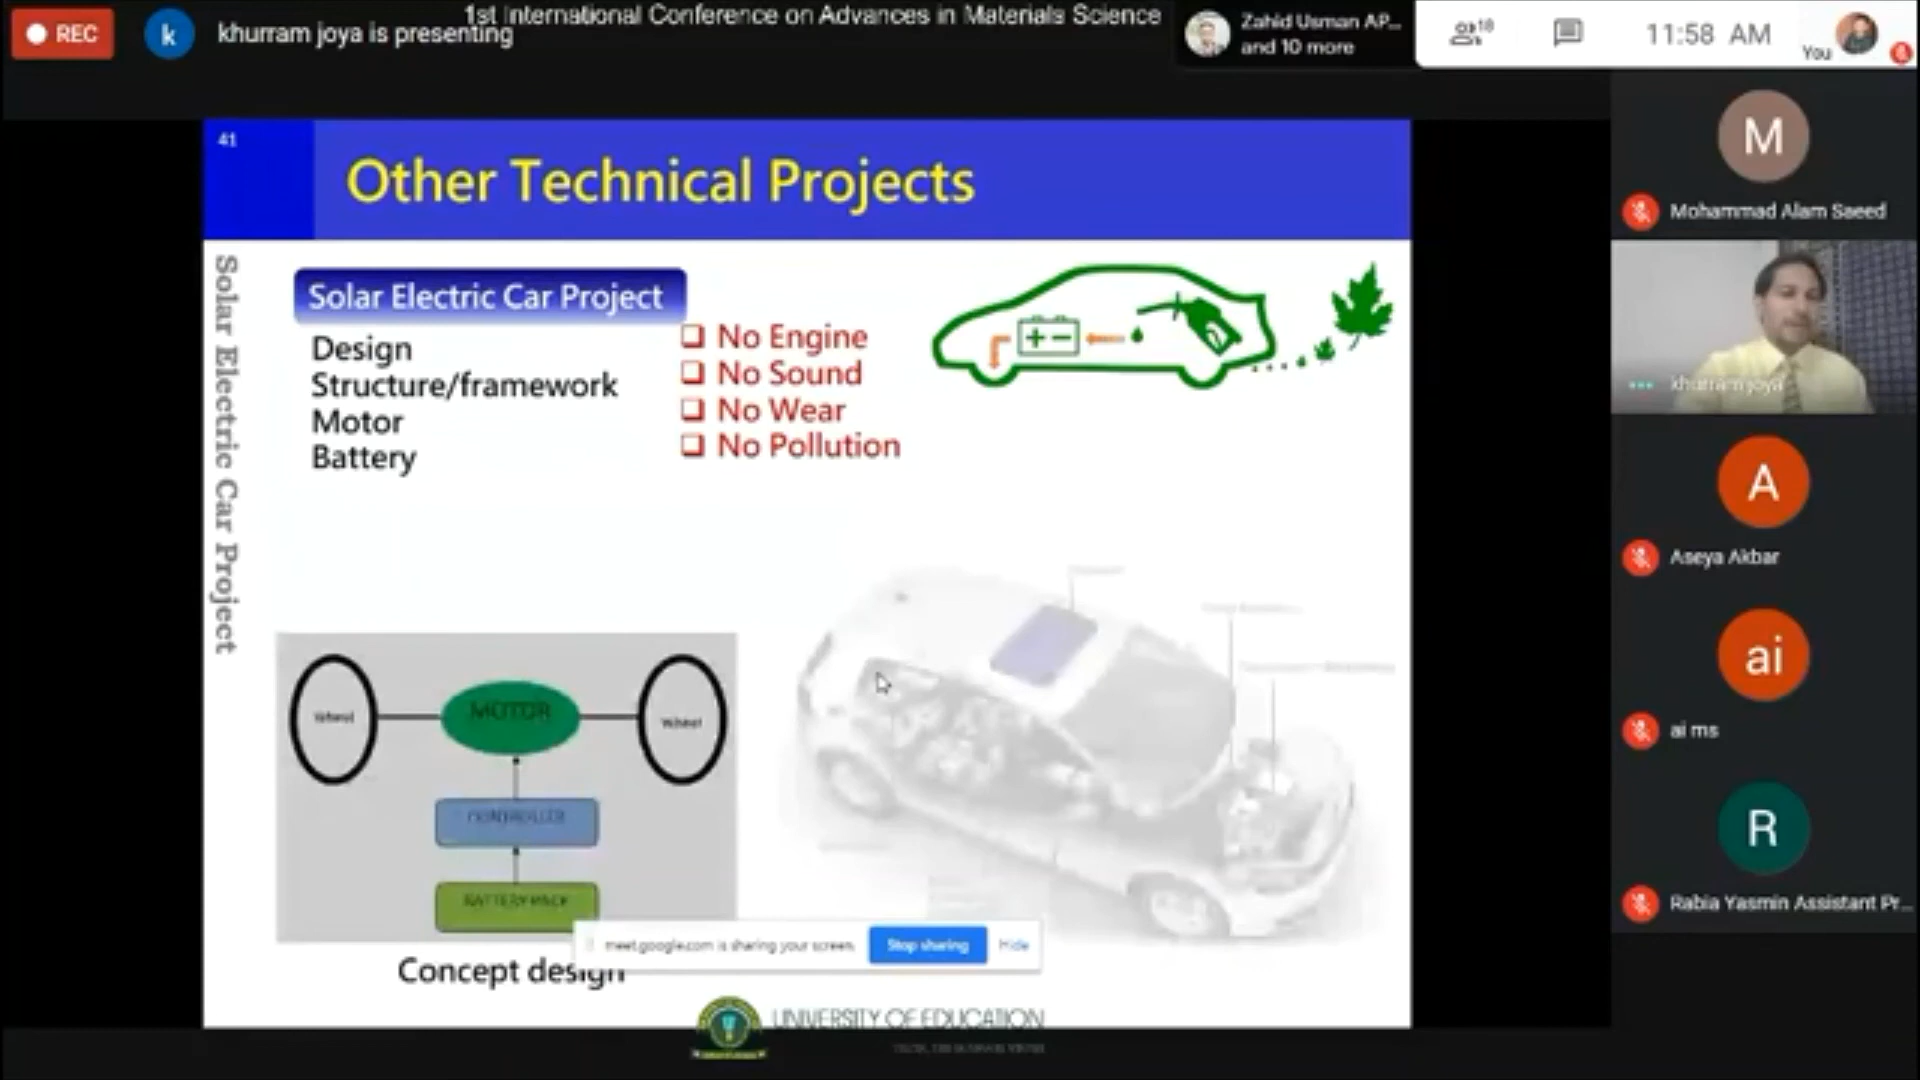 1st International Conference on Advances in Materials Science
REC
k
khurram joya is presenting
Zahid Usman AP...
and 10 more
18
11:58 AM
You
41
Other Technical Projects
Solar Electric Car Project
Solar Electric Car Project
Design
Structure/framework
Motor
Battery
No Engine
No Sound
No Wear
No Pollution
Wheel
MOTOR
Wheel
CONTROLLER
BATTERY PACK
Concept design
meet.google.com is sharing your screen.
Stop sharing
Hide
UNIVERSITY OF EDUCATION
M
Mohammad Alam Saeed
khurram joya
A
Aseya Akbar
ai
ai ms
R
Rabia Yasmin Assistant Pr...